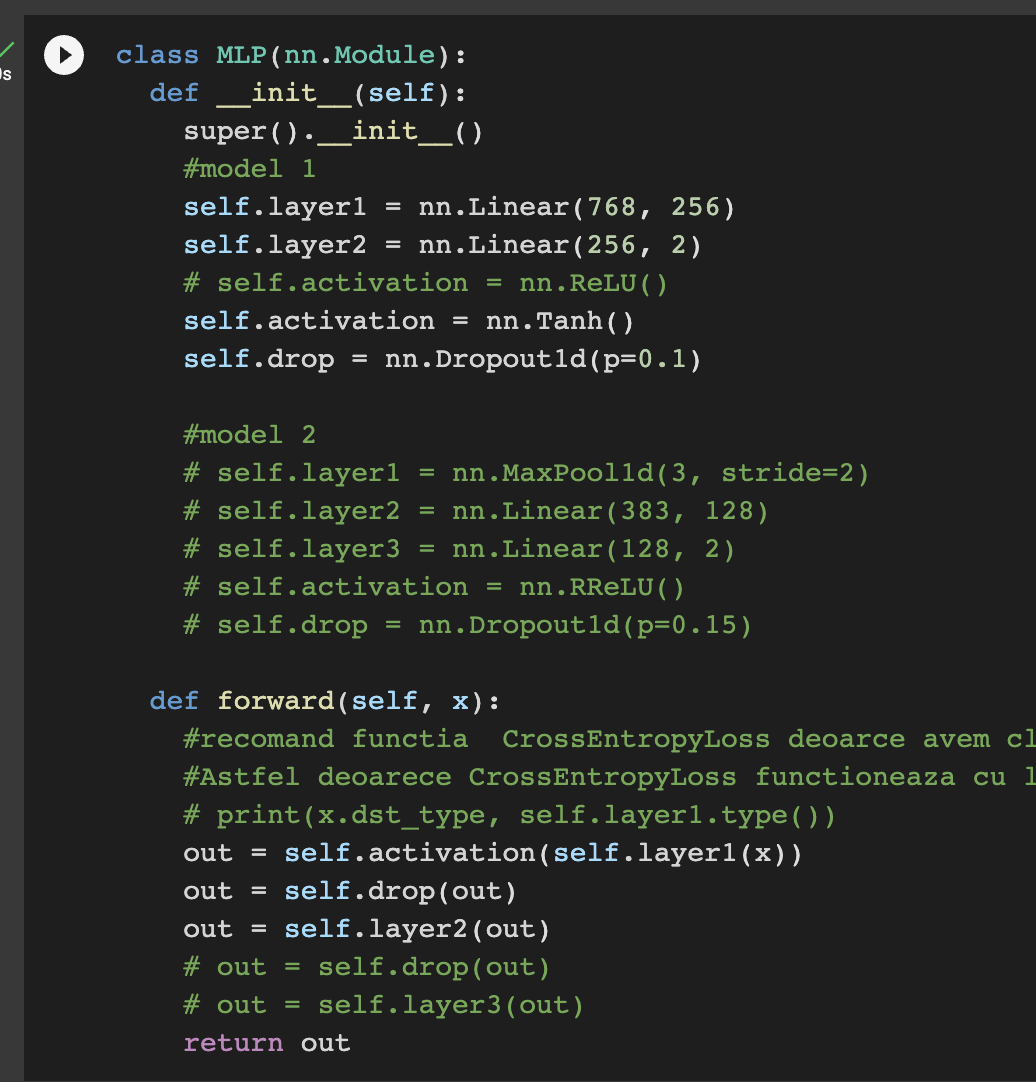 class MLP(nn.Module):
def __init__(self):
super().__init__()
#model 1
self.layer1 = nn.Linear(768, 256)
self.layer2 = nn.Linear(256, 2)
# self.activation = nn.ReLU()
self.activation = nn.Tanh()
self.drop = nn.Dropout1d(p=0.1)
#model 2
# self.layer1 = nn.MaxPool1d(3, stride=2)
# self.layer2 = nn.Linear(383, 128)
# self.layer3 = nn.Linear(128, 2)
# self.activation = nn.RReLU()
# self.drop = nn.Dropout1d(p=0.15)
def forward(self, x):
#recomand functia  CrossEntropyLoss deoarce avem
#Astfel deoarece CrossEntropyLoss functioneaza cu
# print(x.dst_type, self.layer1.type())
out = self.activation(self.layer1(x))
out = self.drop(out)
out = self.layer2(out)
# out = self.drop(out)
# out = self.layer3(out)
return out